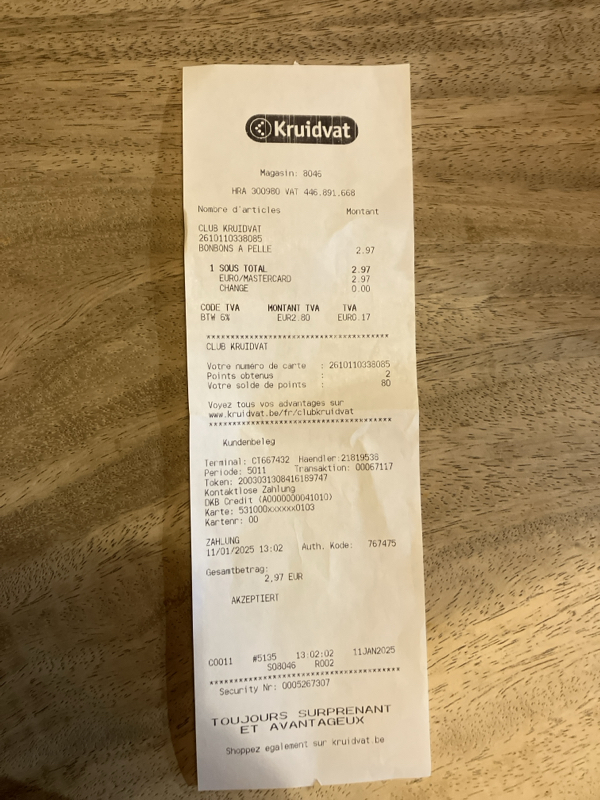 Kruidvat
Magasin: 8046
HRA 300980 VAT 446.891.668
Nombre d'articles Montant
CLUB KRUIDVAT
2610110338085
BONBONS A PELLE 2.97
1 SOUS TOTAL 2.97
EURO/MASTERCARD 2.97
CHANGE 0.00
CODE TVA MONTANT TVA TVA
BTW 6% EUR2.80 EUR0.17
****************************************
CLUB KRUIDVAT
Votre numéro de carte : 2610110338085
Points obtenus : 2
Votre solde de points : 80
Voyez tous vos advantages sur
www.kruidvat.be/fr/clubkruidvat
****************************************
Kundenbeleg
Terminal: CT667432 Haendler:21819536
Periode: 5011 Transaktion: 00067117
Token: 2003031308416189747
Kontaktlose Zahlung
DKB Credit (A0000000041010)
Karte: 531000xxxxxx0103
Kartenr: 00
ZAHLUNG
11/01/2025 13:02 Auth. Kode: 767475
Gesamtbetrag:
2,97 EUR
AKZEPTIERT
C0011 #5135 13:02:02 11JAN2025
S08046 R002
****************************************
Security Nr: 0005267307
TOUJOURS SURPRENANT
ET AVANTAGEUX
Shoppez egalement sur kruidvat.be